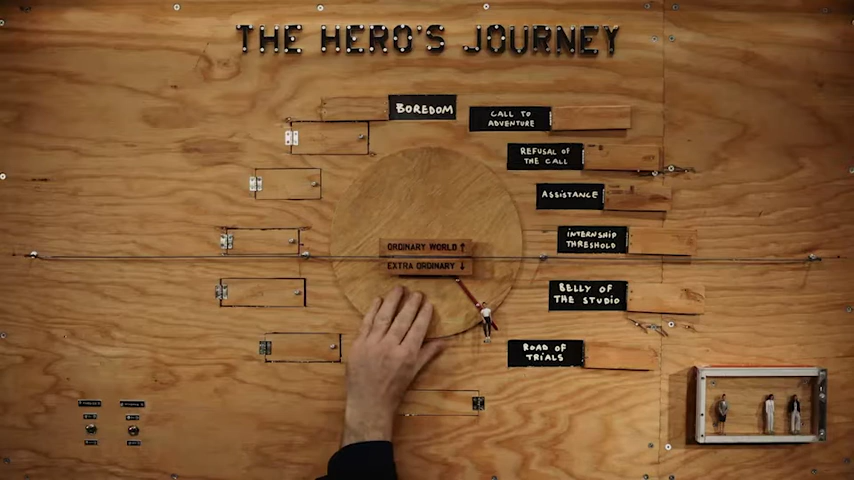 THE HERO'S JOURNEY
BOREDOM
CALL TO
ADVENTURE
REFUSAL OF
THE CALL
ASSISTANCE
INTERNSHIP
THRESHOLD
ORDINARY WORLD ↑
EXTRA ORDINARY ↓
BELLY OF
THE STUDIO
ROAD OF
TRIALS